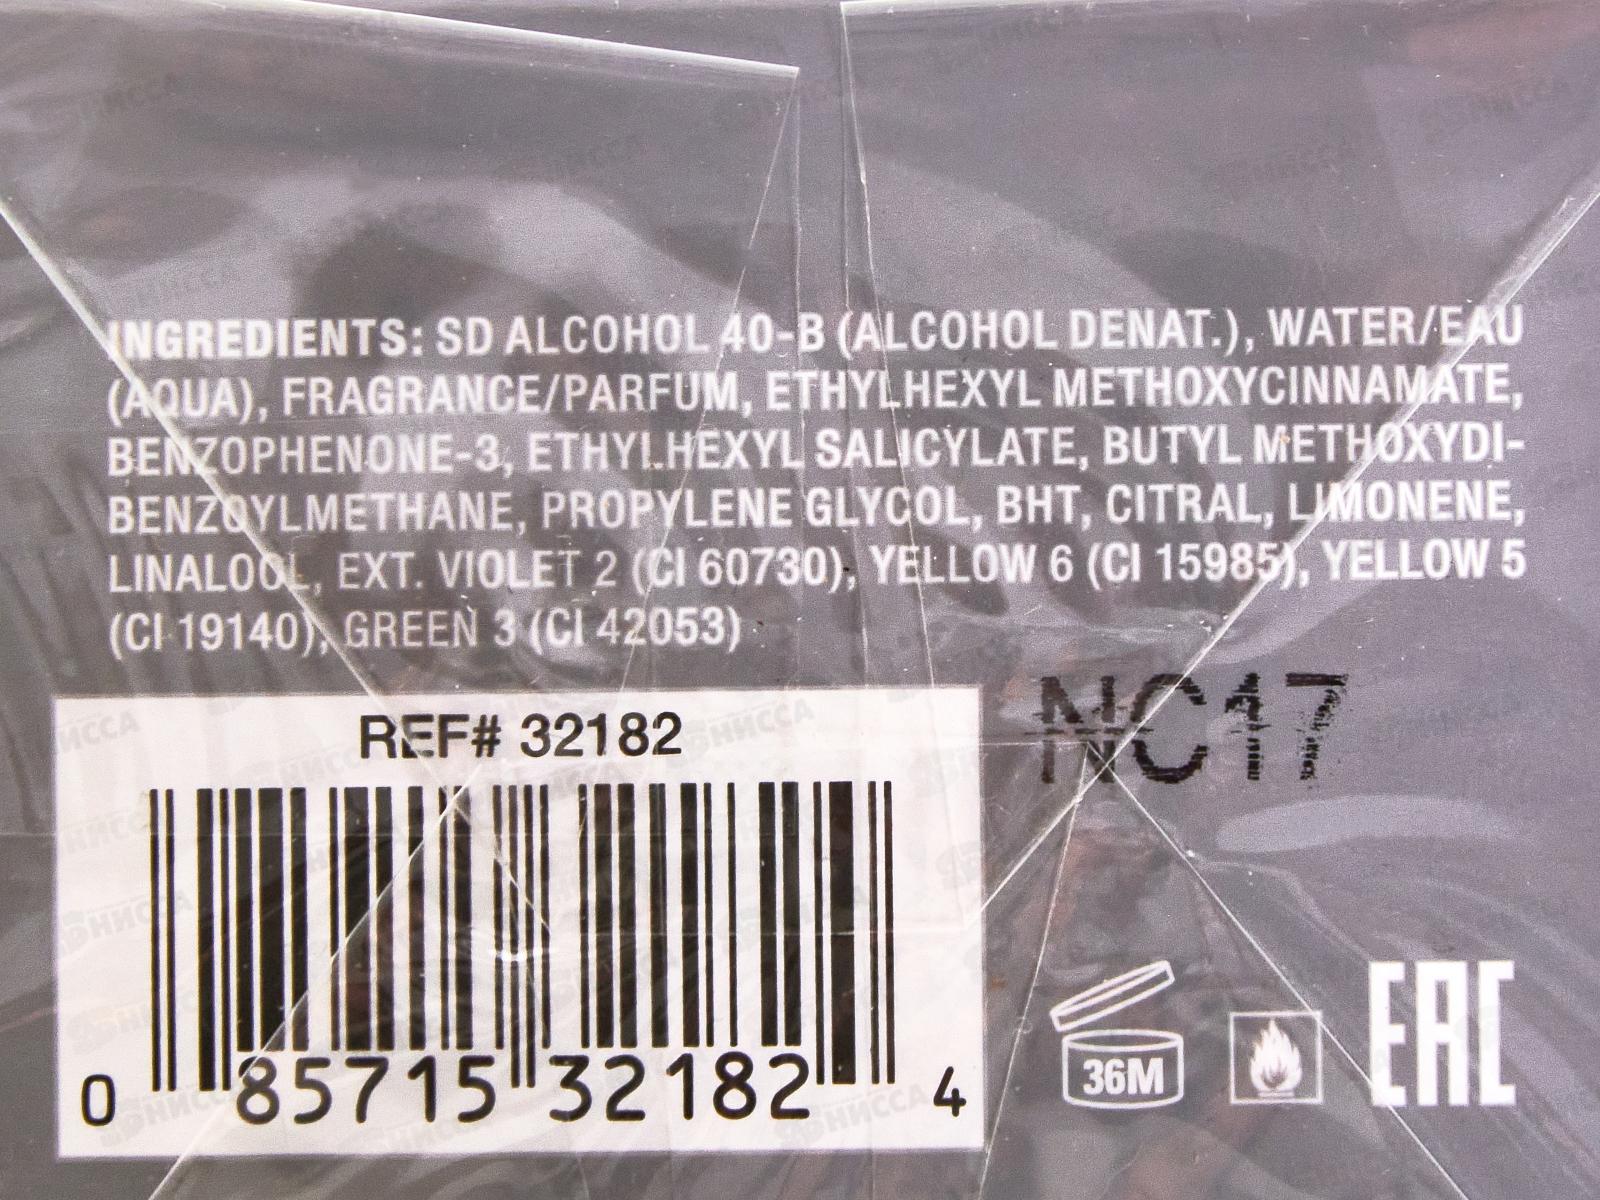 INGREDIENTS: SD ALCOHOL 40-B (ALCOHOL DENAT.), WATER/EAU
(AQUA), FRAGRANCE/PARFUM, ETHYLHEXYL METHOXYCINNAMATE,
BENZOPHENONE-3, ETHYLHEXYL SALICYLATE, BUTYL METHOXYDI-
BENZOYLMETHANE, PROPYLENE GLYCOL, BHT, CITRAL, LIMONENE,
LINALOOL, EXT. VIOLET 2 (CI 60730), YELLOW 6 (CI 15985), YELLOW 5
(CI 19140), GREEN 3 (CI 42053)
REF# 32182
NC17
0 85715 32182 4
36M
EAC